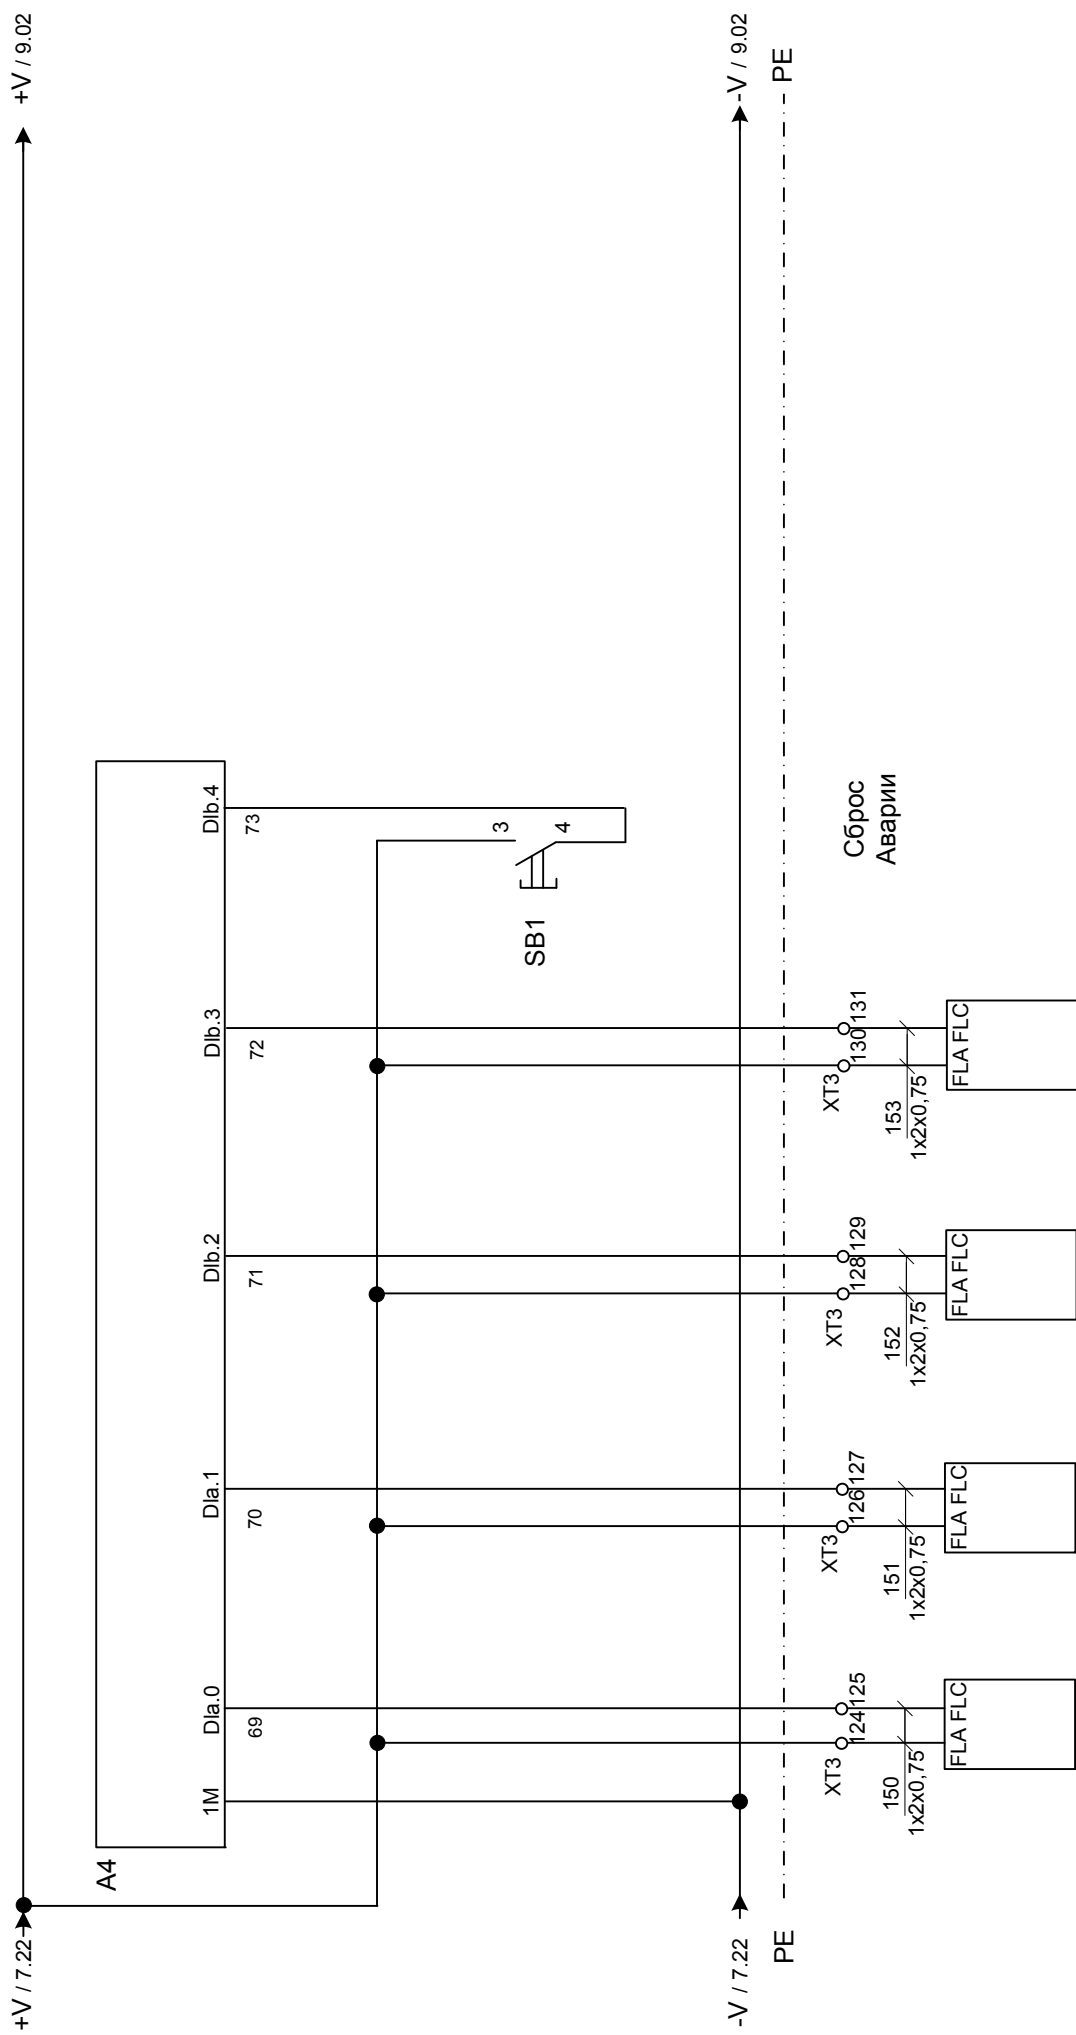 +V / 7.22
+V / 9.02
A4
1M
DIa.0
DIa.1
DIb.2
DIb.3
DIb.4
69
70
71
72
73
3
4
SB1
-V / 7.22
-V / 9.02
PE
PE
XT3
124
125
XT3
126
127
XT3
128
129
XT3
130
131
Сброс
Аварии
150
1x2x0,75
151
1x2x0,75
152
1x2x0,75
153
1x2x0,75
FLA FLC
FLA FLC
FLA FLC
FLA FLC